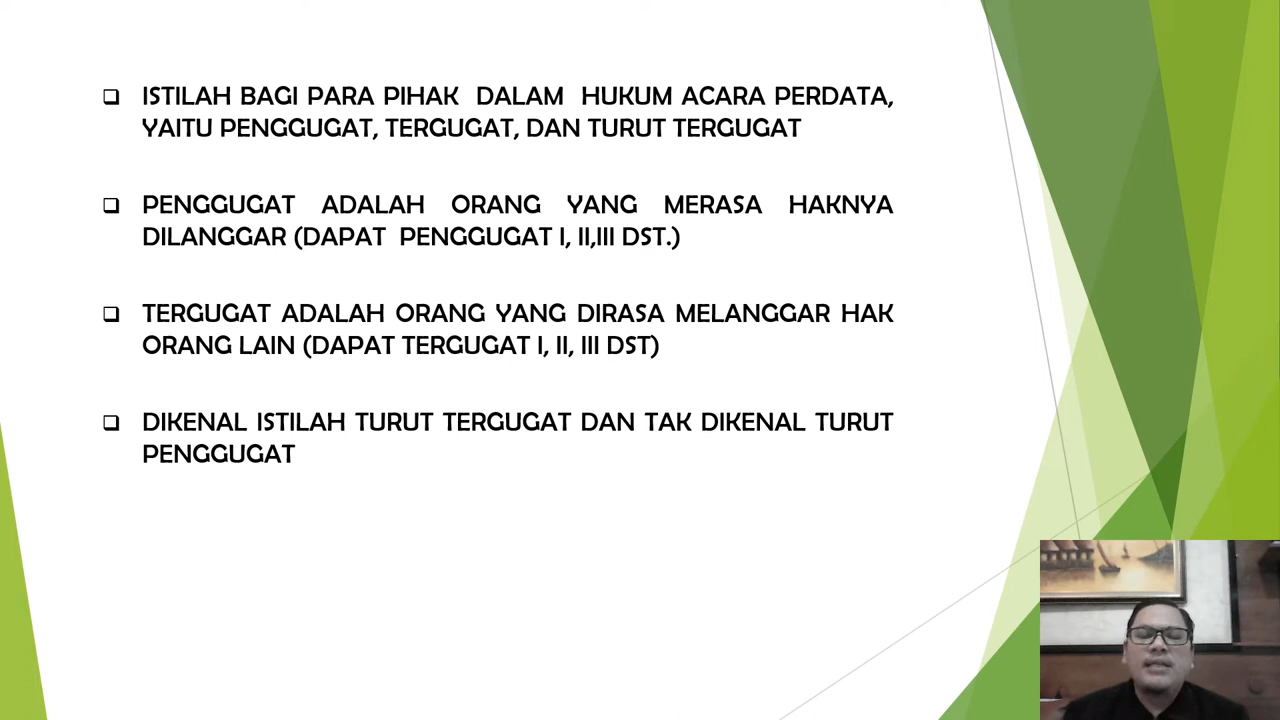 ISTILAH BAGI PARA PIHAK DALAM HUKUM ACARA PERDATA,
YAITU PENGGUGAT, TERGUGAT, DAN TURUT TERGUGAT
PENGGUGAT ADALAH ORANG YANG MERASA HAKNYA
DILANGGAR (DAPAT PENGGUGAT I, II,III DST.)
TERGUGAT ADALAH ORANG YANG DIRASA MELANGGAR HAK
ORANG LAIN (DAPAT TERGUGAT I, II, III DST)
DIKENAL ISTILAH TURUT TERGUGAT DAN TAK DIKENAL TURUT
PENGGUGAT